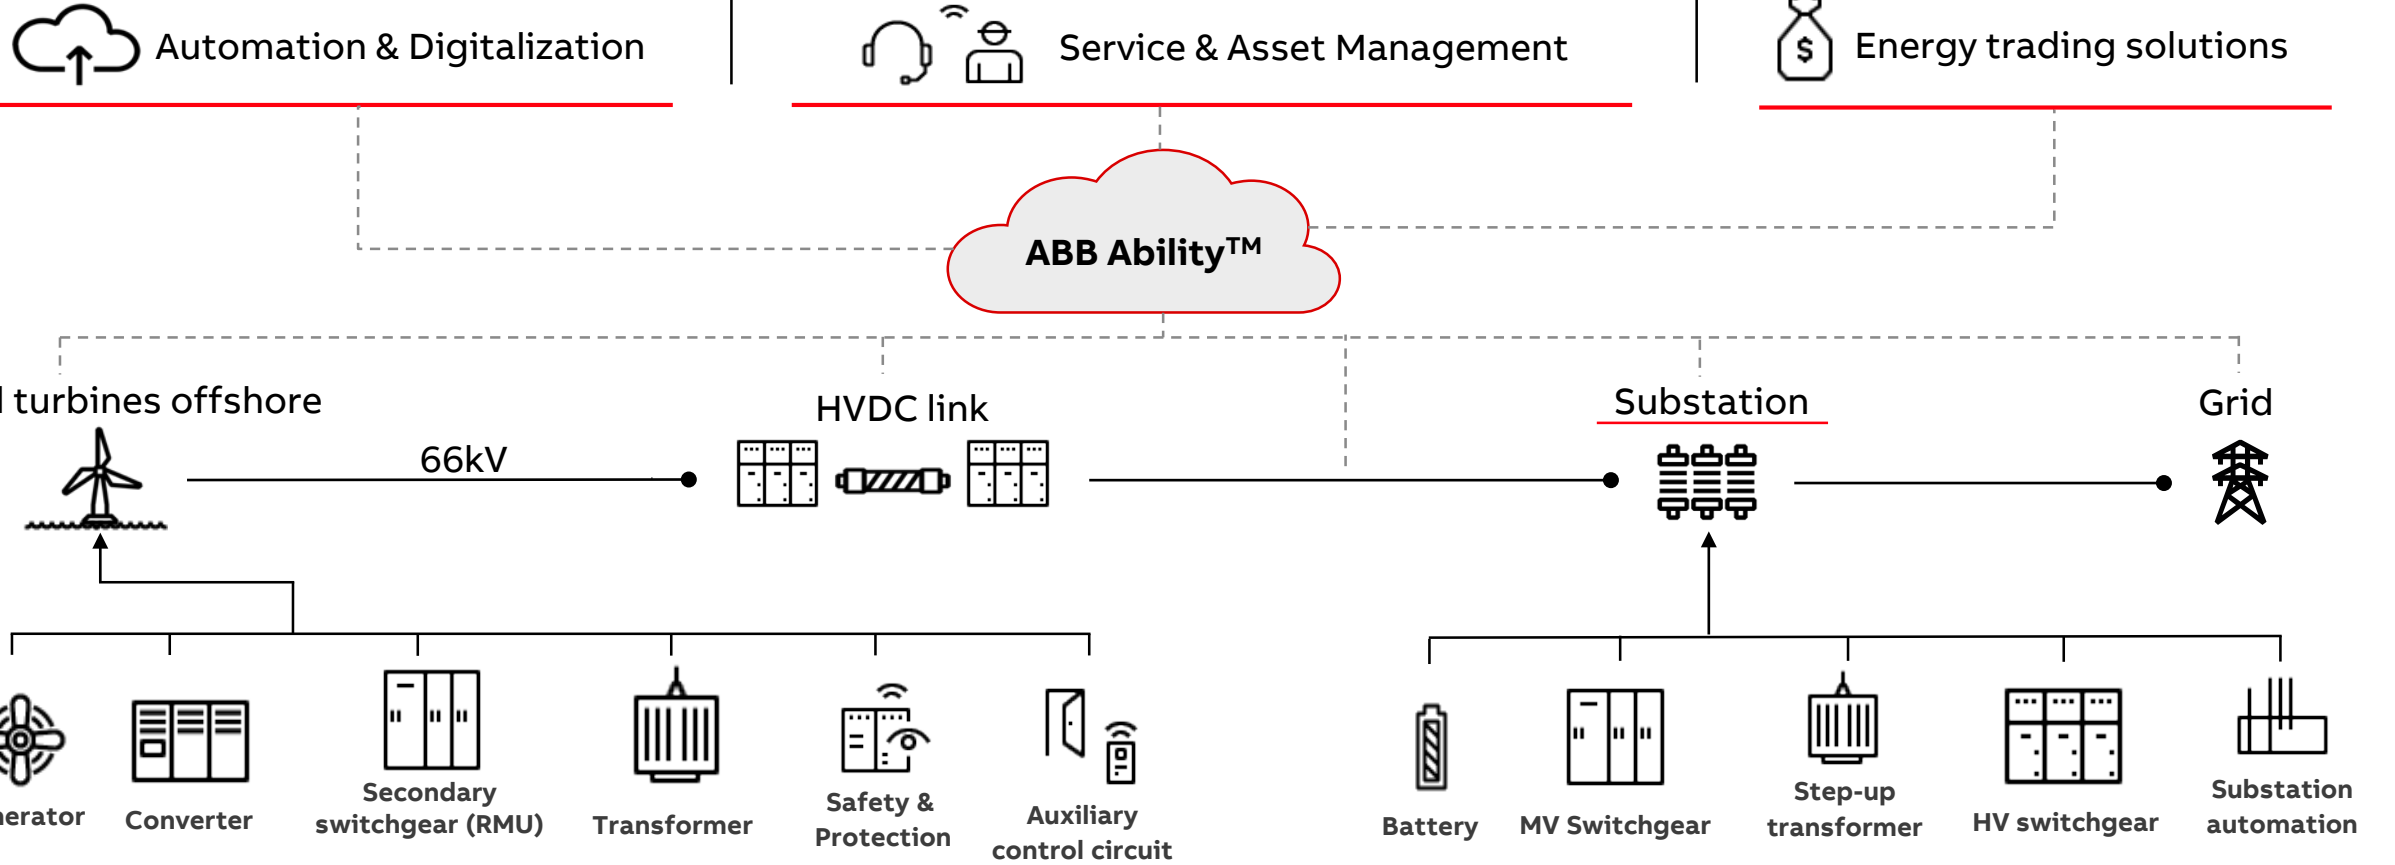 Automation & Digitalization
Service & Asset Management
Energy trading solutions
ABB Ability™
turbines offshore
HVDC link
Substation
Grid
66kV
nerator
Converter
Secondary
switchgear (RMU)
Transformer
Safety &
Protection
Auxiliary
control circuit
Battery
MV Switchgear
Step-up
transformer
HV switchgear
Substation
automation